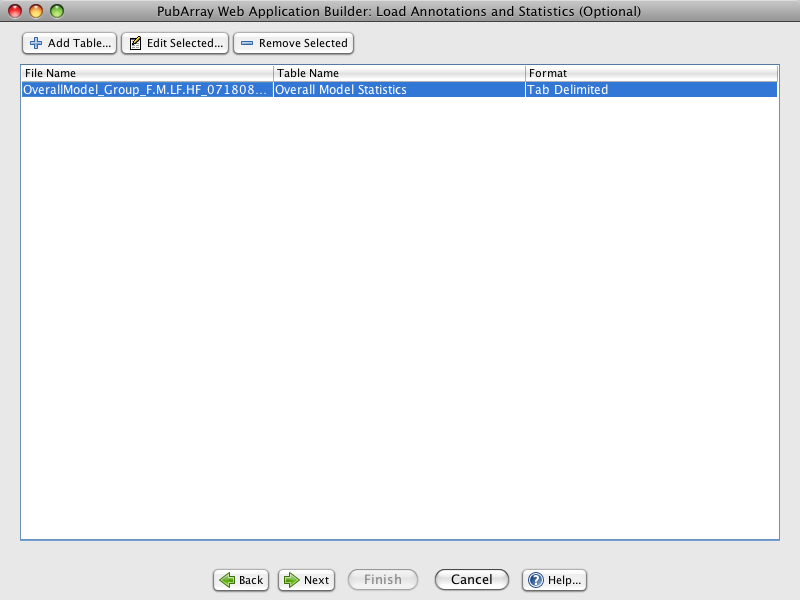 PubArray Web Application Builder: Load Annotations and Statistics (Optional)
Add Table... Edit Selected... Remove Selected
File Name Table Name Format
OverallModel_Group_F.M.LF.HF_071808... Overall Model Statistics Tab Delimited
Back Next Finish Cancel Help...